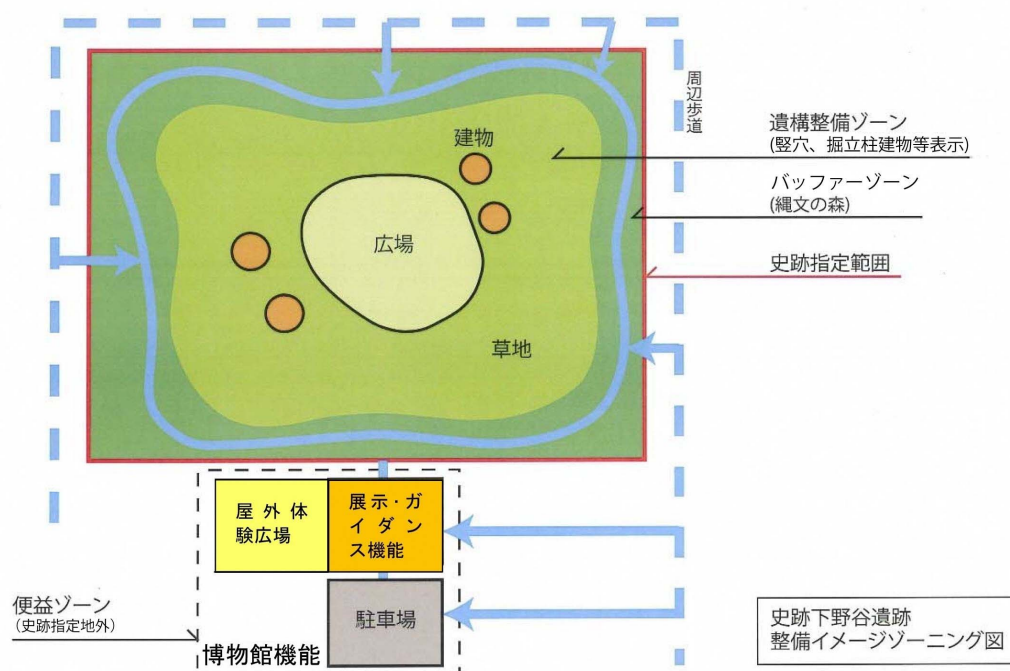 周辺歩道
建物
遺構整備ゾーン
(竪穴、掘立柱建物等表示)
バッファーゾーン
(縄文の森)
広場
史跡指定範囲
草地
屋外体
験広場
展示・ガ
イダン
ス機能
便益ゾーン
(史跡指定地外)
駐車場
博物館機能
史跡下野谷遺跡
整備イメージゾーニング図